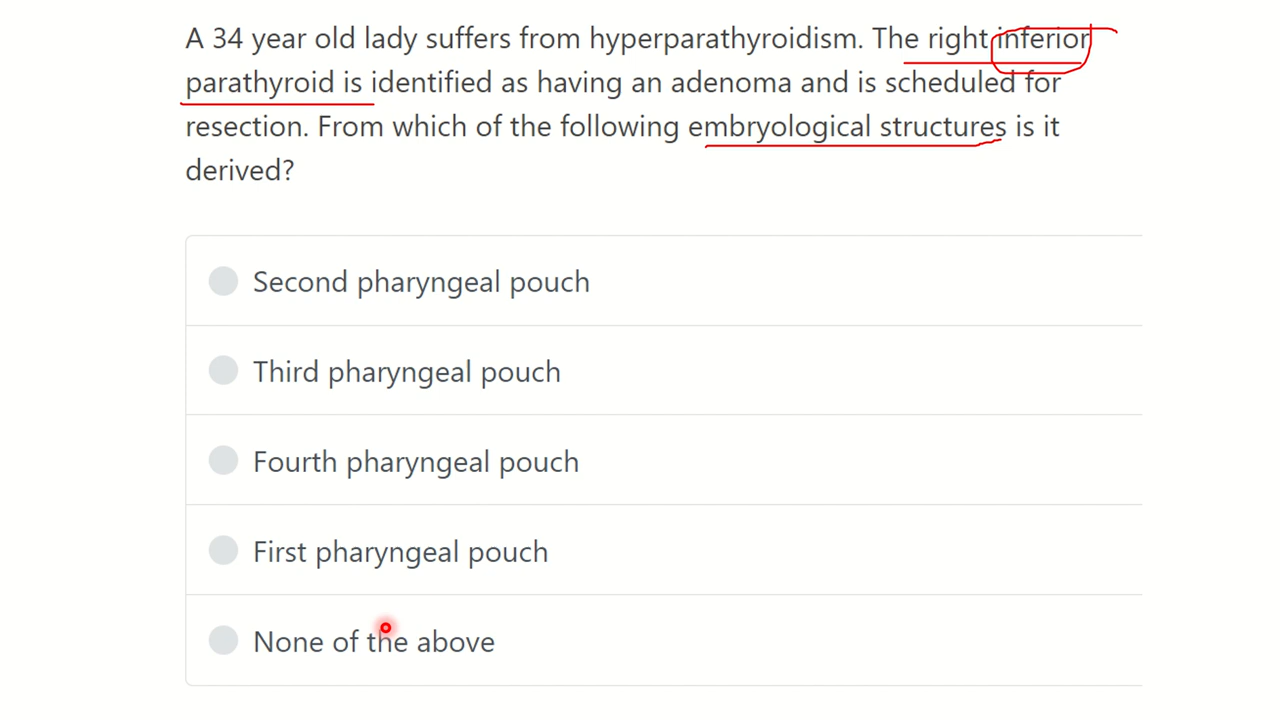 A 34 year old lady suffers from hyperparathyroidism. The right inferior
parathyroid is identified as having an adenoma and is scheduled for
resection. From which of the following embryological structures is it
derived?
Second pharyngeal pouch
Third pharyngeal pouch
Fourth pharyngeal pouch
First pharyngeal pouch
None of the above